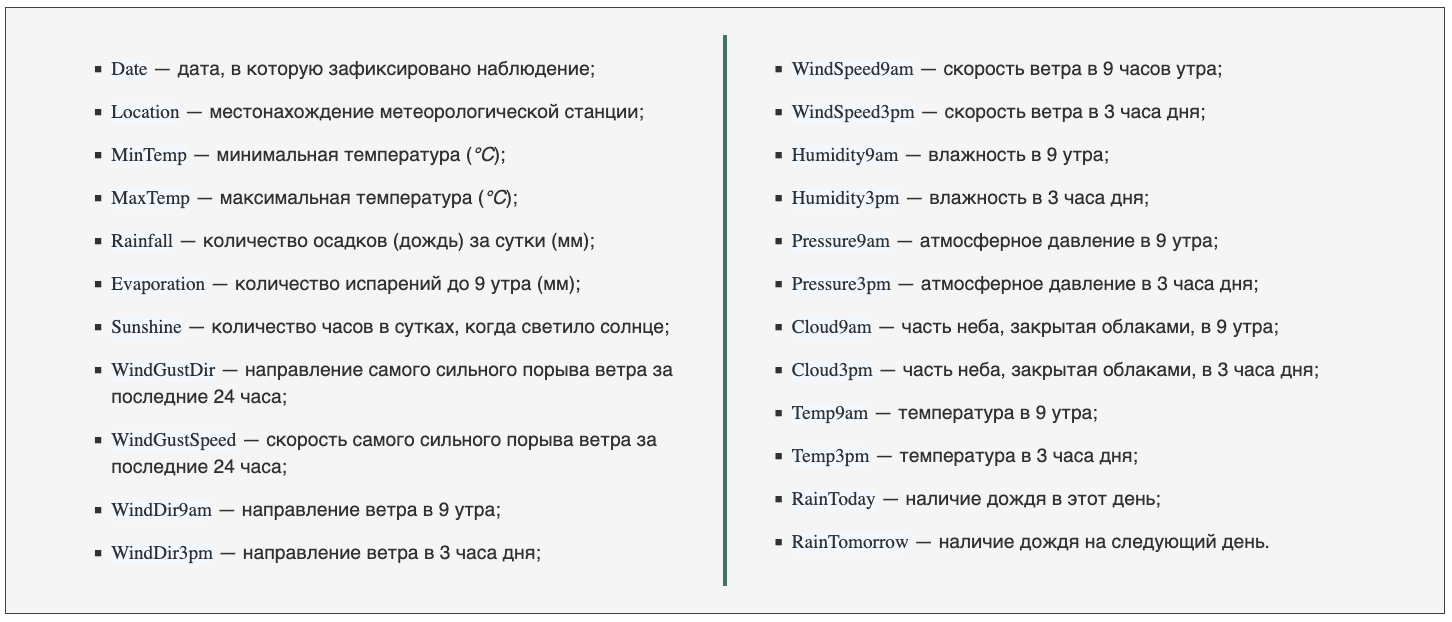 ▪ Date — дата, в которую зафиксировано наблюдение;
▪ Location — местонахождение метеорологической станции;
▪ MinTemp — минимальная температура (°C);
▪ MaxTemp — максимальная температура (°C);
▪ Rainfall — количество осадков (дождь) за сутки (мм);
▪ Evaporation — количество испарений до 9 утра (мм);
▪ Sunshine — количество часов в сутках, когда светило солнце;
▪ WindGustDir — направление самого сильного порыва ветра за
последние 24 часа;
▪ WindGustSpeed — скорость самого сильного порыва ветра за
последние 24 часа;
▪ WindDir9am — направление ветра в 9 утра;
▪ WindDir3pm — направление ветра в 3 часа дня;
▪ WindSpeed9am — скорость ветра в 9 часов утра;
▪ WindSpeed3pm — скорость ветра в 3 часа дня;
▪ Humidity9am — влажность в 9 утра;
▪ Humidity3pm — влажность в 3 часа дня;
▪ Pressure9am — атмосферное давление в 9 утра;
▪ Pressure3pm — атмосферное давление в 3 часа дня;
▪ Cloud9am — часть неба, закрытая облаками, в 9 утра;
▪ Cloud3pm — часть неба, закрытая облаками, в 3 часа дня;
▪ Temp9am — температура в 9 утра;
▪ Temp3pm — температура в 3 часа дня;
▪ RainToday — наличие дождя в этот день;
▪ RainTomorrow — наличие дождя на следующий день.